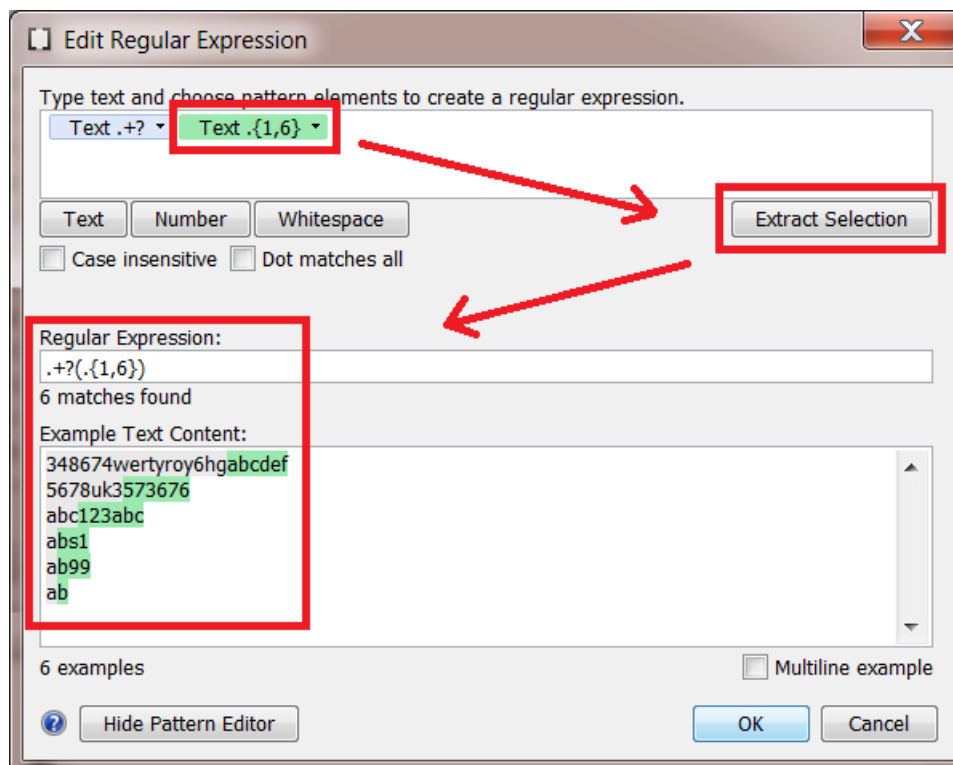 Edit Regular Expression
X
Type text and choose pattern elements to create a regular expression.
Text .+? Text .{1,6}
Text Number Whitespace Extract Selection
Case insensitive Dot matches all
Regular Expression:
.+?(.{1,6})
6 matches found
Example Text Content:
348674wertyroy6hgabcdef
5678uk3573676
abc123abc
abs1
ab99
ab
6 examples Multiline example
? Hide Pattern Editor OK Cancel